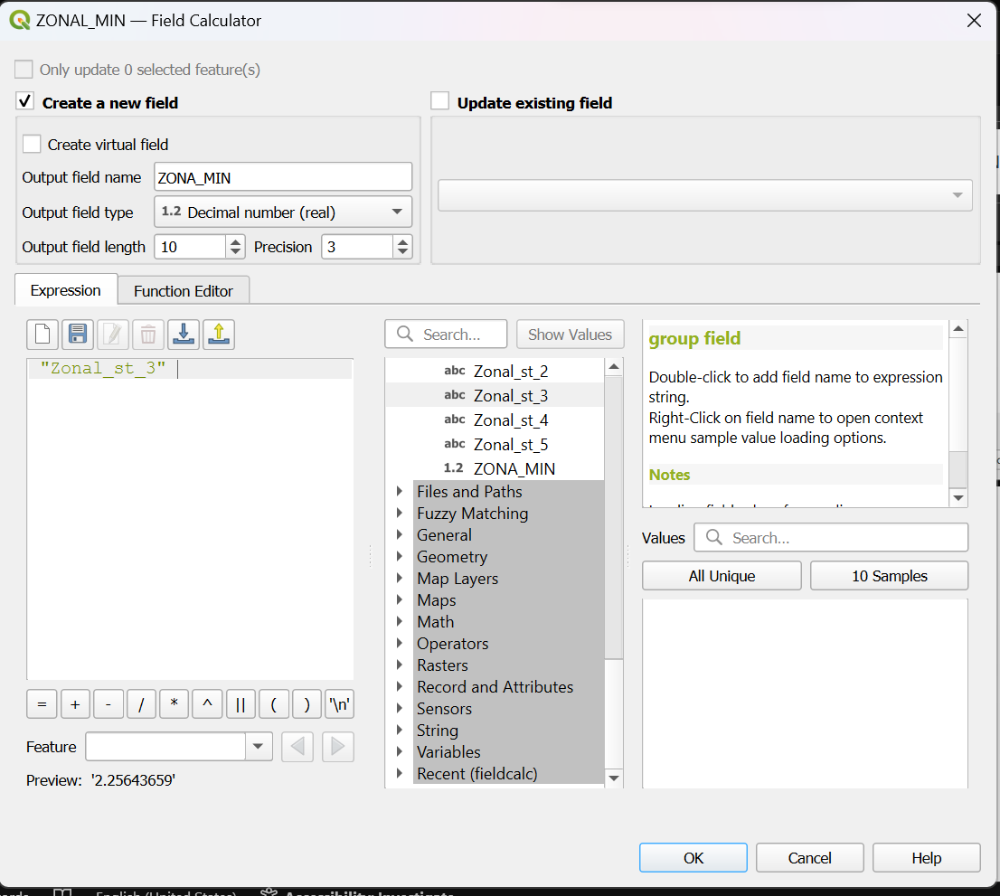 ZONAL_MIN — Field Calculator
Only update 0 selected feature(s)
Create a new field
Update existing field
Create virtual field
Output field name ZONA_MIN
Output field type 1.2 Decimal number (real)
Output field length 10 Precision 3
Expression Function Editor
Search... Show Values
"Zonal_st_3"
abc Zonal_st_2
abc Zonal_st_3
abc Zonal_st_4
abc Zonal_st_5
1.2 ZONA_MIN
Files and Paths
Fuzzy Matching
General
Geometry
Map Layers
Maps
Math
Operators
Rasters
Record and Attributes
Sensors
String
Variables
Recent (fieldcalc)
group field
Double-click to add field name to expression
string.
Right-Click on field name to open context
menu sample value loading options.
Notes
Values Search...
All Unique 10 Samples
= + - / * ^ || ( ) '\n'
Feature
Preview: '2.25643659'
OK Cancel Help
English (United States) Accessibility: Investigate